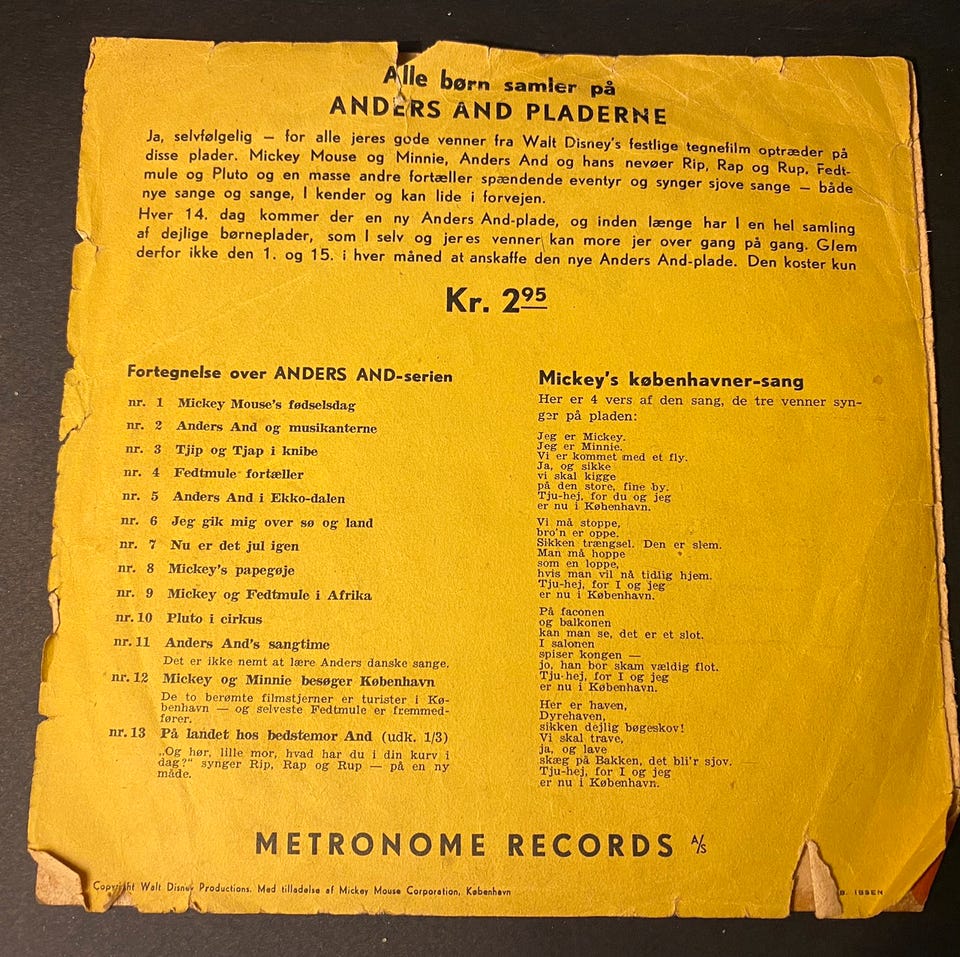 Alle børn samler på
ANDERS AND PLADERNE
Ja, selvfølgelig — for alle jeres gode venner fra Walt Disney's festlige tegnefilm optræder på
disse plader. Mickey Mouse og Minnie, Anders And og hans nevøer Rip, Rap og Rup, Fedt-
mule og Pluto og en masse andre fortæller spændende eventyr og synger sjove sange — både
nye sange og sange, I kender og kan lide i forvejen.
Hver 14. dag kommer der en ny Anders And-plade, og inden længe har I en hel samling
af dejlige børneplader, som I selv og jeres venner kan more jer over gang på gang. Glem
derfor ikke den 1. og 15. i hver måned at anskaffe den nye Anders And-plade. Den koster kun
Kr. 2 95
Fortegnelse over ANDERS AND-serien
nr. 1 Mickey Mouse's fødselsdag
nr. 2 Anders And og musikanterne
nr. 3 Tjip og Tjap i knibe
nr. 4 Fedtmule fortæller
nr. 5 Anders And i Ekko-dalen
nr. 6 Jeg gik mig over sø og land
nr. 7 Nu er det jul igen
nr. 8 Mickey's papegøje
nr. 9 Mickey og Fedtmule i Afrika
nr. 10 Pluto i cirkus
nr. 11 Anders And's sangtime
Det er ikke nemt at lære Anders danske sange.
nr. 12 Mickey og Minnie besøger København
De to berømte filmstjerner er turister i Kø-
benhavn — og selveste Fedtmule er fremmed-
fører.
nr. 13 På landet hos bedstemor And (udk. 1/3)
„Og hør, lille mor, hvad har du i din kurv i
dag?" synger Rip, Rap og Rup — på en ny
måde.
Mickey's københavner-sang
Her er 4 vers af den sang, de tre venner syn-
ger på pladen:
Jeg er Mickey.
Jeg er Minnie.
Vi er kommet med et fly.
Ja, og sikke
vi skal kigge
på den store, fine by.
Tju-hej, for du og jeg
er nu i København.
Vi må stoppe,
bro'n er oppe.
Sikken trængsel. Den er slem.
Man må hoppe
som en loppe,
hvis man vil nå tidlig hjem.
Tju-hej, for I og jeg
er nu i København.
På faconen
og balkonen
kan man se, det er et slot.
I salonen
spiser kongen —
jo, han bor skam vældig flot.
Tju-hej, for I og jeg
er nu i København.
Her er haven,
Dyrehaven,
sikken dejlig bøgeskov!
Vi skal trave,
ja, og lave
skæg på Bakken, det bli'r sjov.
Tju-hej, for I og jeg
er nu i København.
METRONOME RECORDS A/S
Copyright Walt Disney Productions. Med tilladelse af Mickey Mouse Corporation, København
B. IBSEN